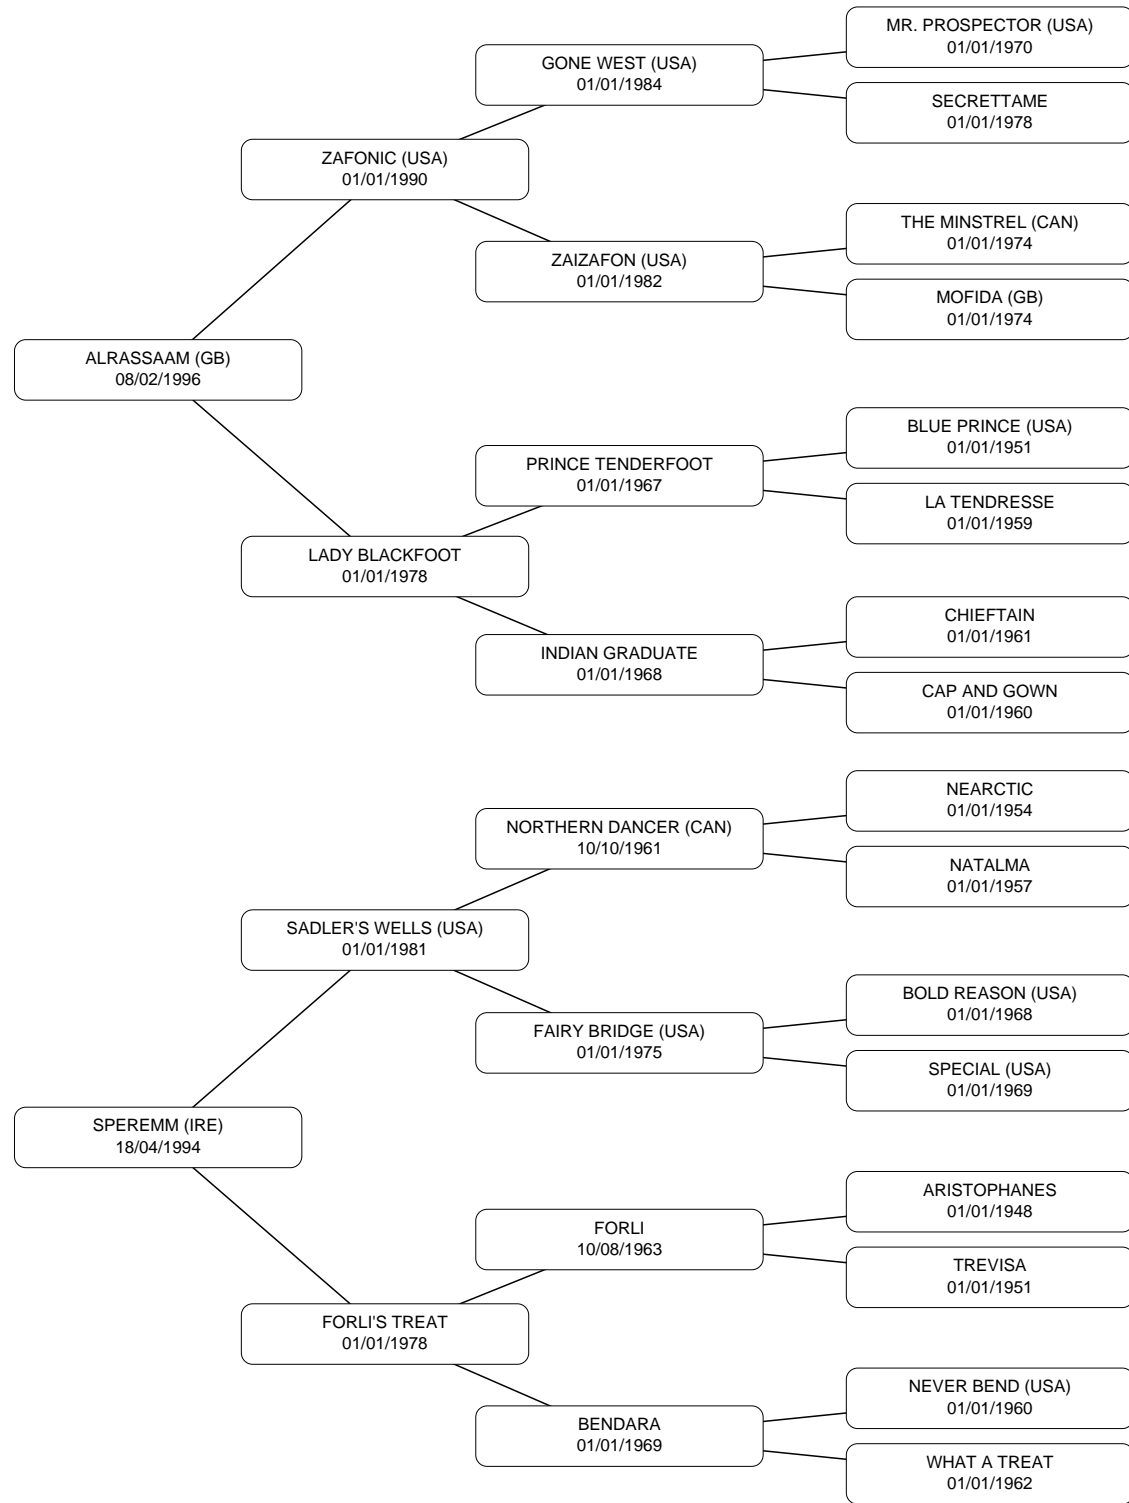 MR. PROSPECTOR (USA)
01/01/1970
GONE WEST (USA)
01/01/1984
SECRETTAME
01/01/1978
ZAFONIC (USA)
01/01/1990
THE MINSTREL (CAN)
01/01/1974
ZAIZAFON (USA)
01/01/1982
MOFIDA (GB)
01/01/1974
ALRASSAAM (GB)
08/02/1996
BLUE PRINCE (USA)
01/01/1951
PRINCE TENDERFOOT
01/01/1967
LA TENDRESSE
01/01/1959
LADY BLACKFOOT
01/01/1978
CHIEFTAIN
01/01/1961
INDIAN GRADUATE
01/01/1968
CAP AND GOWN
01/01/1960
NEARCTIC
01/01/1954
NORTHERN DANCER (CAN)
10/10/1961
NATALMA
01/01/1957
SADLER'S WELLS (USA)
01/01/1981
BOLD REASON (USA)
01/01/1968
FAIRY BRIDGE (USA)
01/01/1975
SPECIAL (USA)
01/01/1969
SPEREMM (IRE)
18/04/1994
ARISTOPHANES
01/01/1948
FORLI
10/08/1963
TREVISA
01/01/1951
FORLI'S TREAT
01/01/1978
NEVER BEND (USA)
01/01/1960
BENDARA
01/01/1969
WHAT A TREAT
01/01/1962